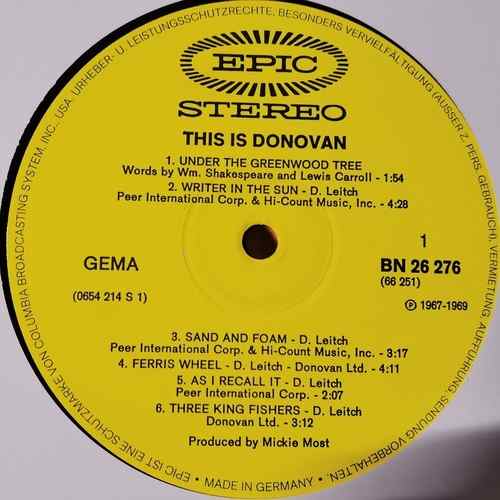 EPIC
STEREO
THIS IS DONOVAN
1. UNDER THE GREENWOOD TREE
Words by Wm. Shakespeare and Lewis Carroll - 1:54
2. WRITER IN THE SUN - D. Leitch
Peer International Corp. & Hi-Count Music, Inc. - 4:28
GEMA
(0654 214 S 1)
1
BN 26 276
(66 251)
℗ 1967-1969
3. SAND AND FOAM - D. Leitch
Peer International Corp. & Hi-Count Music, Inc. - 3:17
4. FERRIS WHEEL - D. Leitch - Donovan Ltd. - 4:11
5. AS I RECALL IT - D. Leitch
Peer International Corp. - 2:07
6. THREE KING FISHERS - D. Leitch
Donovan Ltd. - 3:12
Produced by Mickie Most
• EPIC IST EINE SCHUTZMARKE VON COLUMBIA BROADCASTING SYSTEM, INC., USA. URHEBER- U. LEISTUNGSSCHUTZRECHTE, BESONDERS VERVIELFÄLTIGUNG (AUSSER Z. PERS. GEBRAUCH), VERMIETUNG, AUFFÜHRUNG, SENDUNG VORBEHALTEN. • MADE IN GERMANY